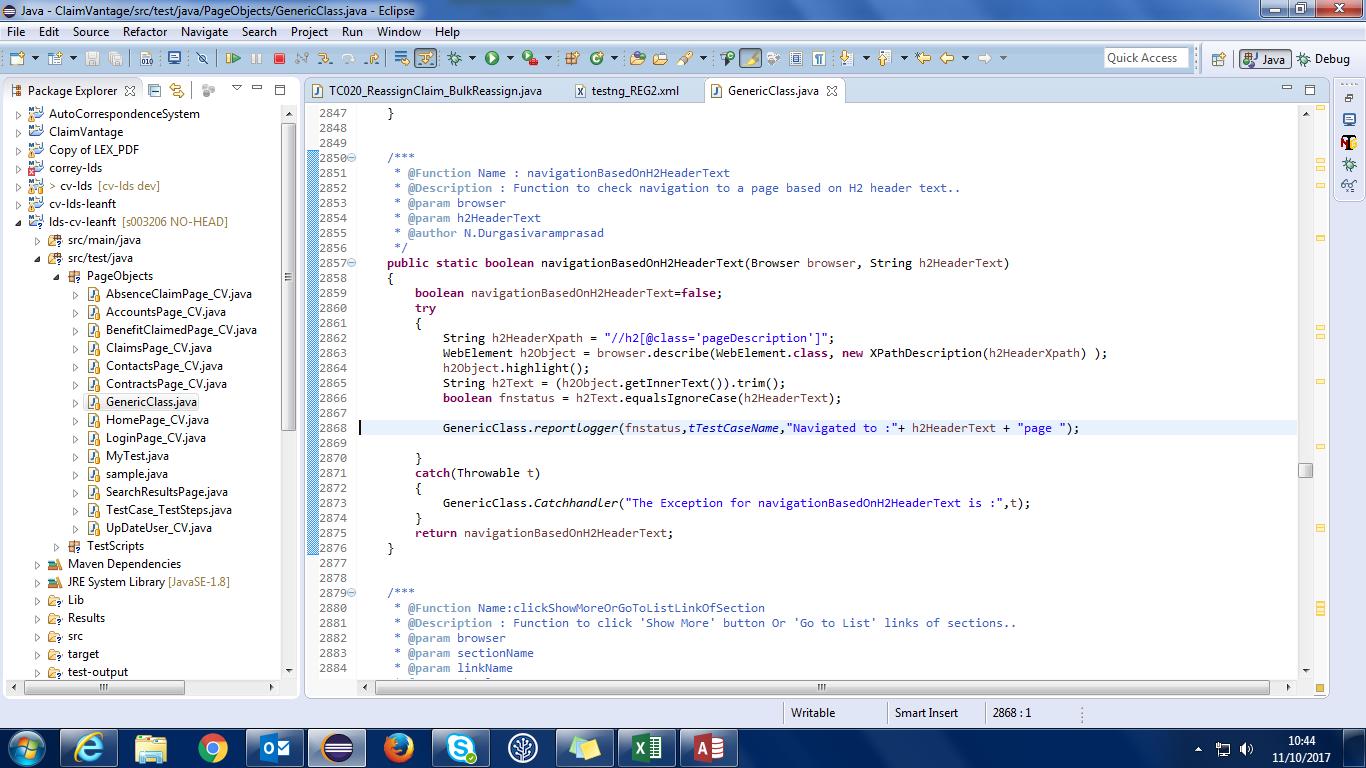 Java - ClaimVantage/src/test/java/PageObjects/GenericClass.java - Eclipse
File Edit Source Refactor Navigate Search Project Run Window Help
Quick Access
Java
Debug
Package Explorer
TC020_ReassignClaim_BulkReassign.java
testng_REG2.xml
GenericClass.java
AutoCorrespondenceSystem
ClaimVantage
Copy of LEX_PDF
correy-lds
> cv-lds [cv-lds dev]
cv-lds-leanft
lds-cv-leanft [s003206 NO-HEAD]
src/main/java
src/test/java
PageObjects
AbsenceClaimPage_CV.java
AccountsPage_CV.java
BenefitClaimedPage_CV.java
ClaimsPage_CV.java
ContactsPage_CV.java
ContractsPage_CV.java
GenericClass.java
HomePage_CV.java
LoginPage_CV.java
MyTest.java
sample.java
SearchResultsPage.java
TestCase_TestSteps.java
UpDateUser_CV.java
TestScripts
Maven Dependencies
JRE System Library [JavaSE-1.8]
Lib
Results
src
target
test-output
2847 }
2848
2849
2850 /***
2851 * @Function Name : navigationBasedOnH2HeaderText
2852 * @Description : Function to check navigation to a page based on H2 header text..
2853 * @param browser
2854 * @param h2HeaderText
2855 * @author N.Durgasivaramprasad
2856 */
2857 public static boolean navigationBasedOnH2HeaderText(Browser browser, String h2HeaderText)
2858 {
2859 boolean navigationBasedOnH2HeaderText=false;
2860 try
2861 {
2862 String h2HeaderXpath = "//h2[@class='pageDescription']";
2863 WebElement h2Object = browser.describe(WebElement.class, new XPathDescription(h2HeaderXpath) );
2864 h2Object.highlight();
2865 String h2Text = (h2Object.getInnerText()).trim();
2866 boolean fnstatus = h2Text.equalsIgnoreCase(h2HeaderText);
2867
2868 GenericClass.reportlogger(fnstatus,tTestCaseName,"Navigated to :"+ h2HeaderText + "page ");
2869
2870 }
2871 catch(Throwable t)
2872 {
2873 GenericClass.Catchhandler("The Exception for navigationBasedOnH2HeaderText is :",t);
2874 }
2875 return navigationBasedOnH2HeaderText;
2876 }
2877
2878
2879 /***
2880 * @Function Name:clickShowMoreOrGoToListLinkOfSection
2881 * @Description : Function to click 'Show More' button Or 'Go to List' links of sections..
2882 * @param browser
2883 * @param sectionName
2884 * @param linkName
Writable
Smart Insert
2868 : 1
10:44
11/10/2017